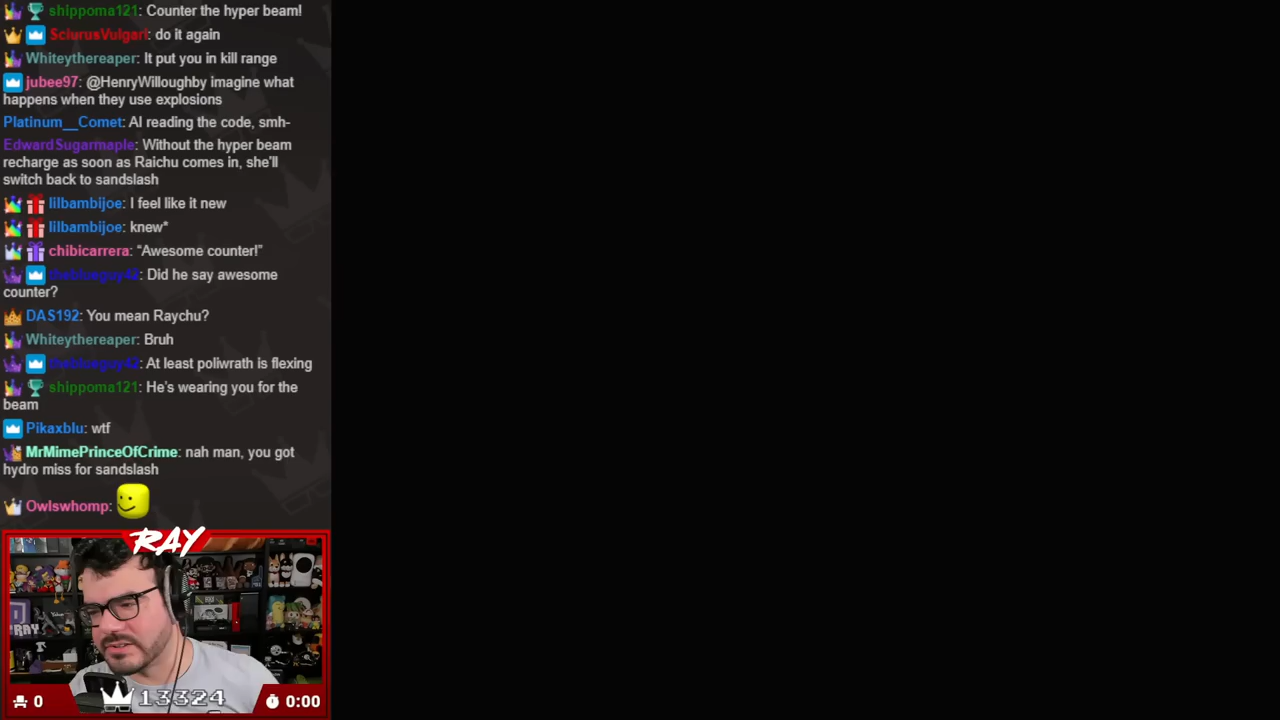 shippoma121: Counter the hyper beam!
SciurusVulgari: do it again
Whiteythereaper: It put you in kill range
jubee97: @HenryWilloughby imagine what
happens when they use explosions
Platinum__Comet: AI reading the code, smh-
EdwardSugarmaple: Without the hyper beam
recharge as soon as Raichu comes in, she'll
switch back to sandslash
lilbambijoe: I feel like it new
lilbambijoe: knew*
chibicarrera: “Awesome counter!”
theblueguy42: Did he say awesome
counter?
DAS192: You mean Raychu?
Whiteythereaper: Bruh
theblueguy42: At least poliwrath is flexing
shippoma121: He's wearing you for the
beam
Pikaxblu: wtf
MrMimePrinceOfCrime: nah man, you got
hydro miss for sandslash
Owlswhomp:
RAY
RAY
0
13324
0:00